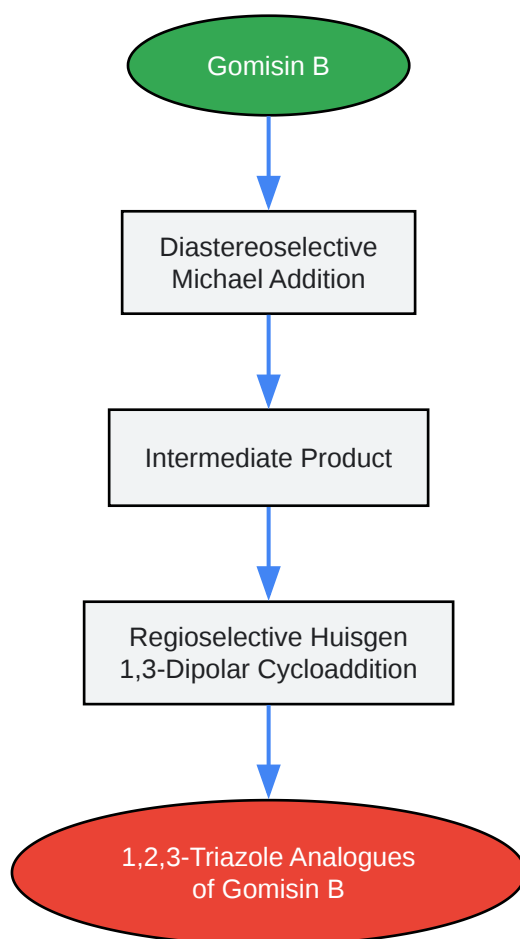 Gomisin B
Diastereoselective
Michael Addition
Intermediate Product
Regioselective Huisgen
1,3-Dipolar Cycloaddition
1,2,3-Triazole Analogues
of Gomisin B